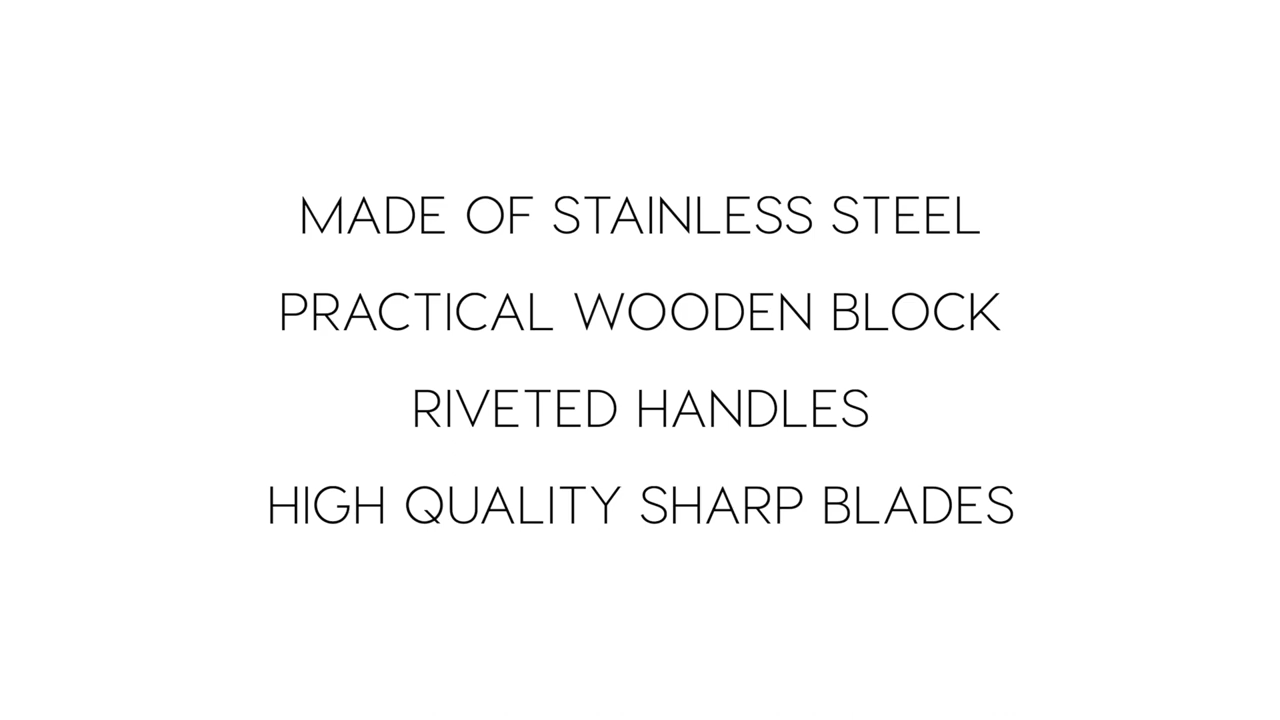 MADE OF STAINLESS STEEL
PRACTICAL WOODEN BLOCK
RIVETED HANDLES
HIGH QUALITY SHARP BLADES